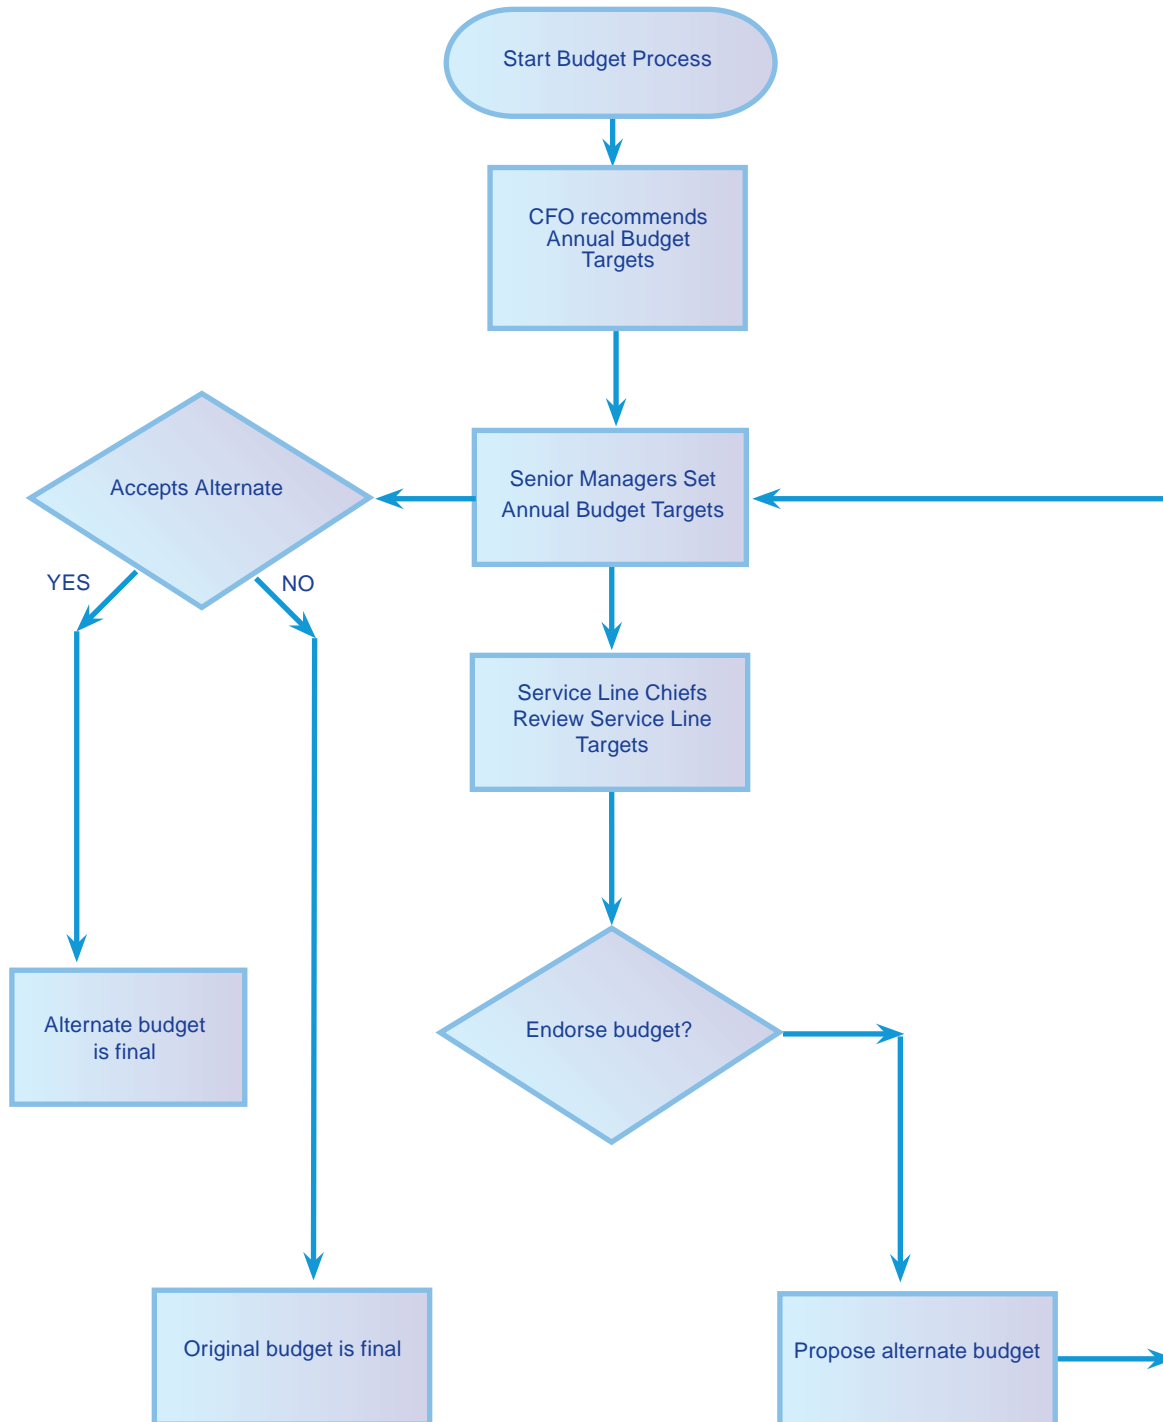 Start Budget Process
CFO recommends
Annual Budget
Targets
Accepts Alternate
Senior Managers Set
Annual Budget Targets
YES
NO
Service Line Chiefs
Review Service Line
Targets
Alternate budget
is final
Endorse budget?
Original budget is final
Propose alternate budget